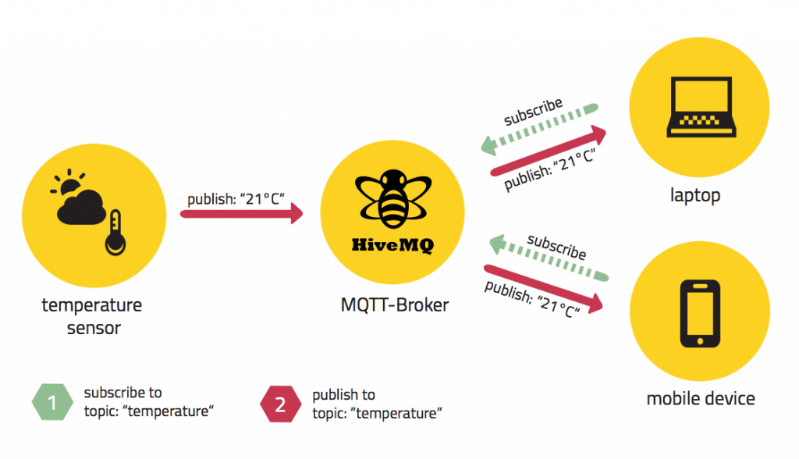 subscribe
publish: "21°C"
laptop
publish: "21°C"
HiveMQ
subscribe
publish: "21°C"
temperature
sensor
MQTT-Broker
mobile device
1
subscribe to
topic: "temperature"
2
publish to
topic: "temperature"